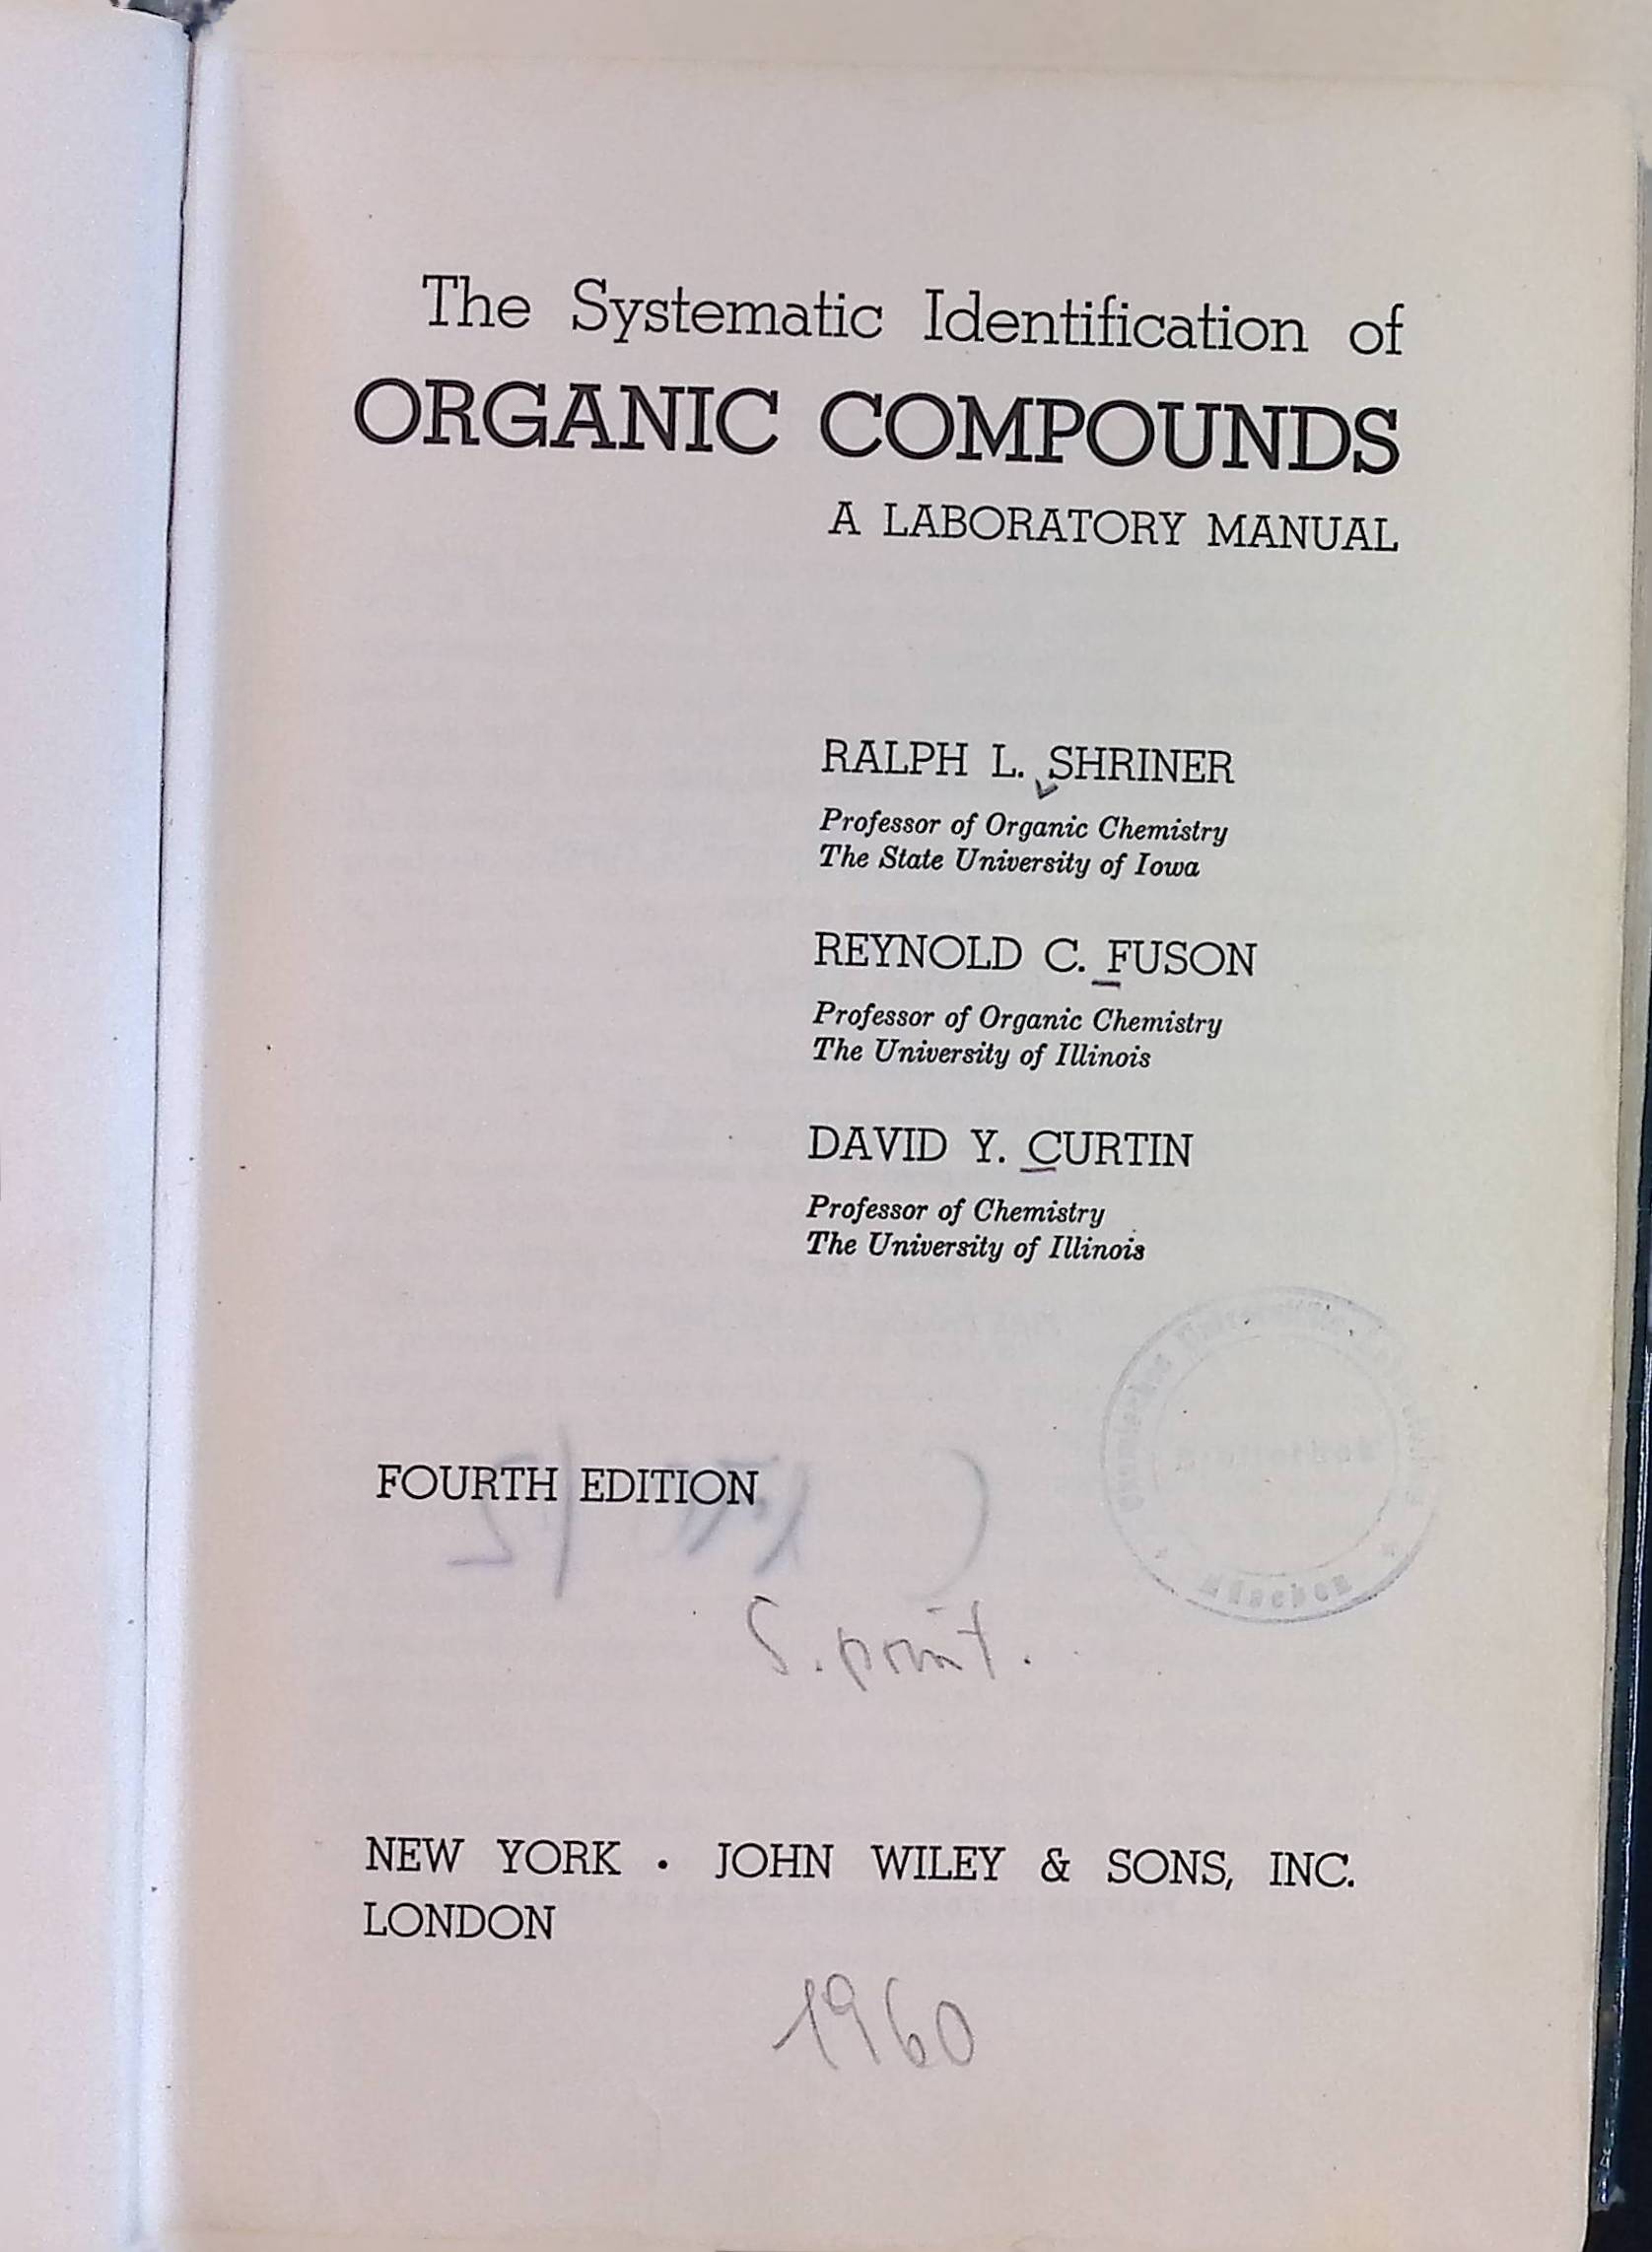 The Systematic Identification of
ORGANIC COMPOUNDS
A LABORATORY MANUAL
RALPH L. SHRINER
Professor of Organic Chemistry
The State University of Iowa
REYNOLD C. FUSON
Professor of Organic Chemistry
The University of Illinois
DAVID Y. CURTIN
Professor of Chemistry
The University of Illinois
FOURTH EDITION
München
5. print.
NEW YORK · JOHN WILEY & SONS, INC.
LONDON
1960